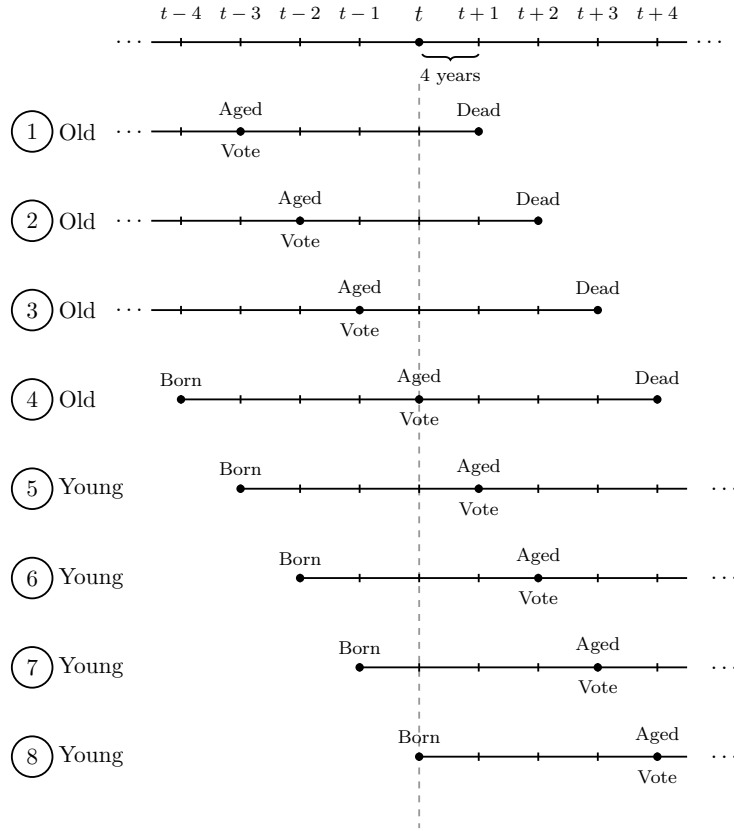 t − 4 t − 3 t − 2 t − 1 t t + 1 t + 2 t + 3 t + 4
··· ···
4 years
Aged Dead
1 Old ···
Vote
Aged Dead
2 Old ···
Vote
Aged Dead
3 Old ···
Vote
Born Aged Dead
4 Old
Vote
Born Aged
5 Young ···
Vote
Born Aged
6 Young ···
Vote
Born Aged
7 Young ···
Vote
Born Aged
8 Young ···
Vote